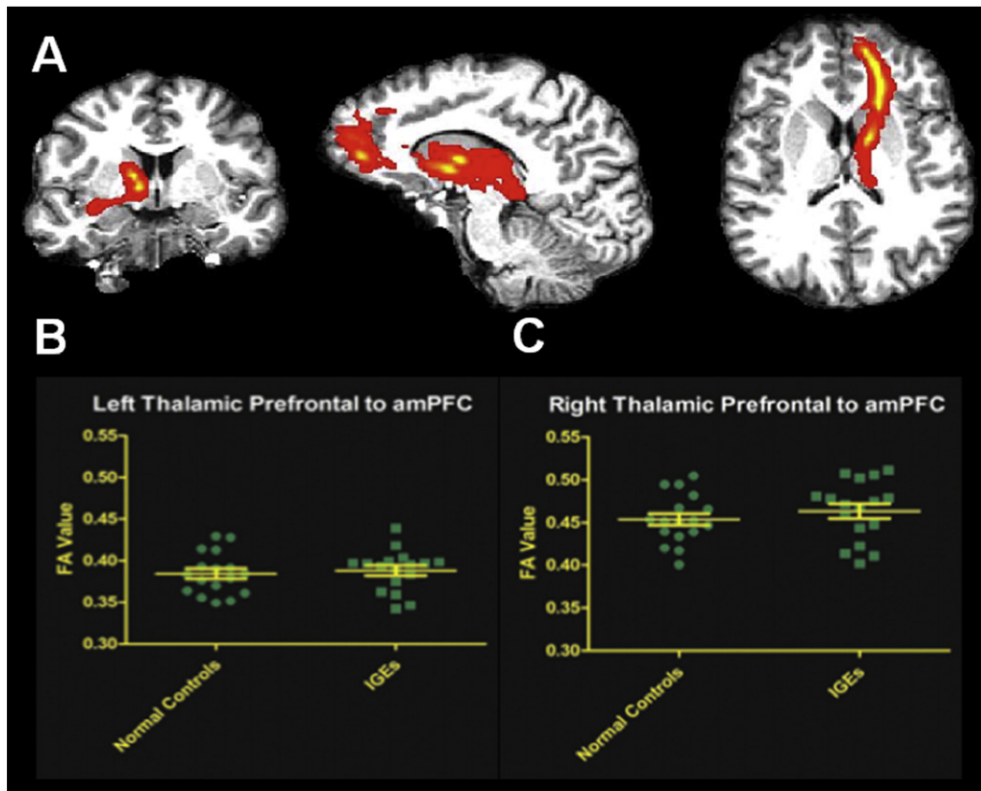 A
B
C
Left Thalamic Prefrontal to amPFC
0.55
0.50
0.45
0.40
0.35
0.30
FA Value
Normal Controls
IGEs
Right Thalamic Prefrontal to amPFC
0.55
0.50
0.45
0.40
0.35
0.30
FA Value
Normal Controls
IGEs